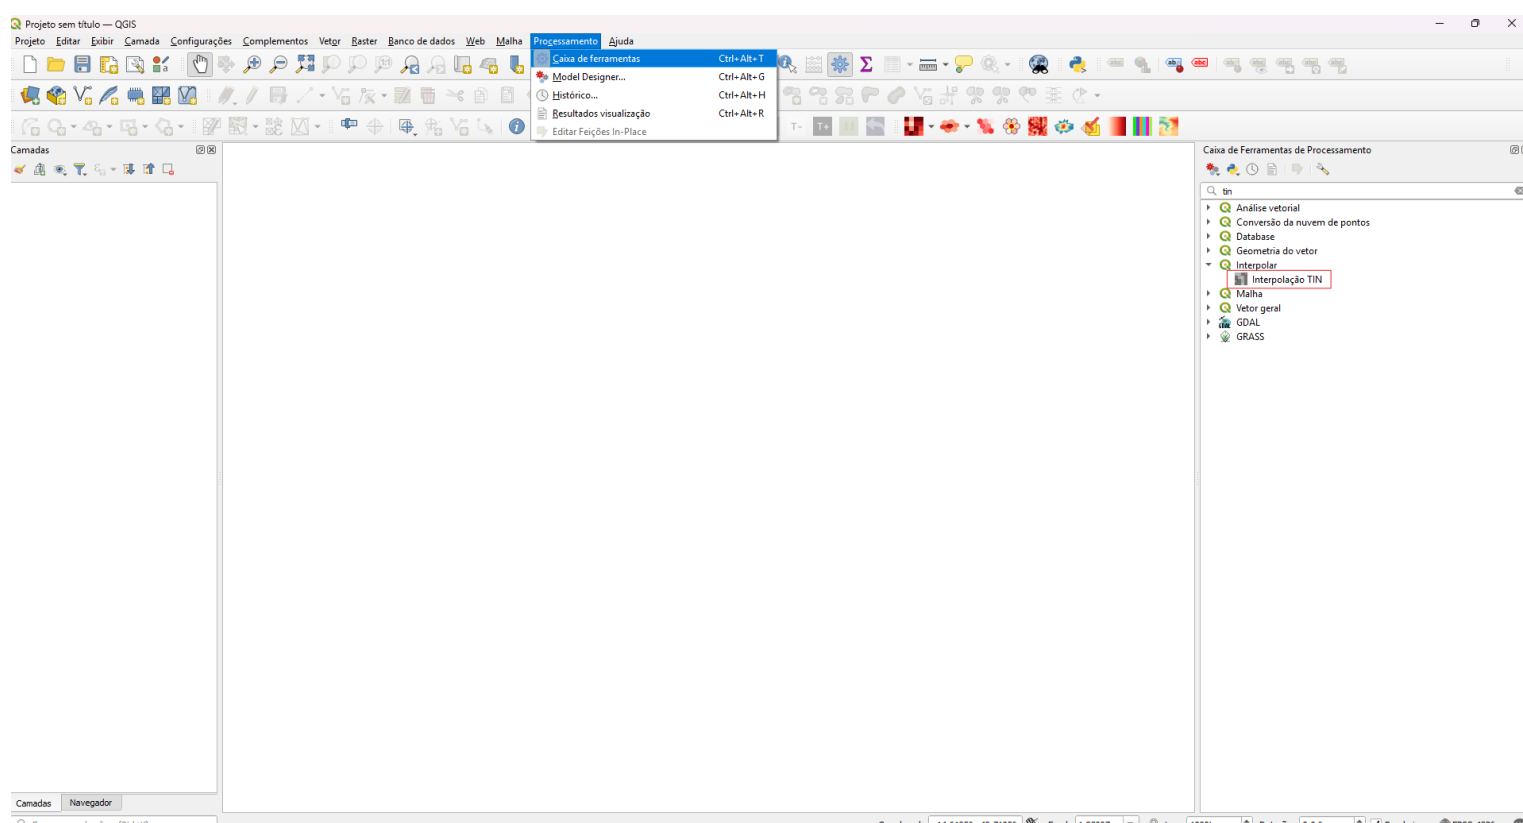 Projeto sem título — QGIS
Projeto Editar Exibir Camada Configurações Complementos Vetor Raster Banco de dados Web Malha Processamento Ajuda
Caixa de ferramentas Ctrl+Alt+T
Model Designer... Ctrl+Alt+G
Histórico... Ctrl+Alt+H
Resultados visualização Ctrl+Alt+R
Editar Feições In-Place
Camadas
Caixa de Ferramentas de Processamento
tin
Análise vetorial
Conversão da nuvem de pontos
Database
Geometria do vetor
Interpolar
Interpolação TIN
Malha
Vetor geral
GDAL
GRASS
Camadas Navegador